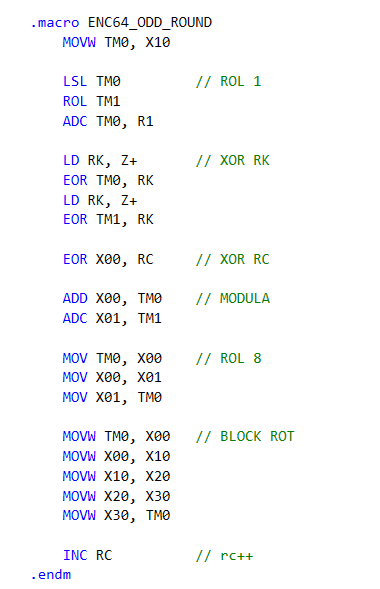 .macro ENC64_ODD_ROUND
MOVW TM0, X10
LSL TM0 // ROL 1
ROL TM1
ADC TM0, R1
LD RK, Z+ // XOR RK
EOR TM0, RK
LD RK, Z+
EOR TM1, RK
EOR X00, RC // XOR RC
ADD X00, TM0 // MODULA
ADC X01, TM1
MOV TM0, X00 // ROL 8
MOV X00, X01
MOV X01, TM0
MOVW TM0, X00 // BLOCK ROT
MOVW X00, X10
MOVW X10, X20
MOVW X20, X30
MOVW X30, TM0
INC RC // rc++
.endm